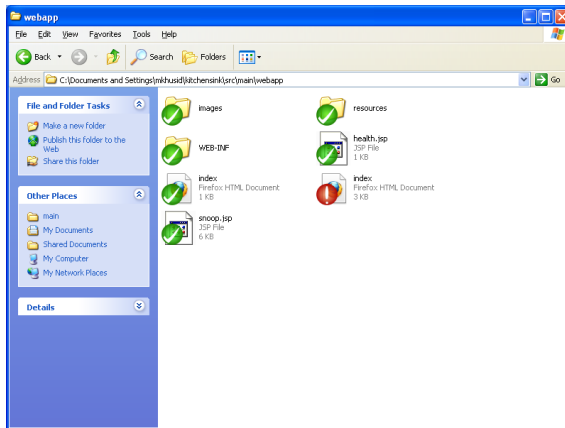 webapp
File Edit View Favorites Tools Help
Back Search Folders
Address C:\Documents and Settings\mkhusid\kitchensink\src\main\webapp Go
File and Folder Tasks
Make a new folder
Publish this folder to the
Web
Share this folder
Other Places
main
My Documents
Shared Documents
My Computer
My Network Places
Details
images
resources
WEB-INF
health.jsp
JSP File
1 KB
index
Firefox HTML Document
1 KB
index
Firefox HTML Document
3 KB
snoop.jsp
JSP File
6 KB